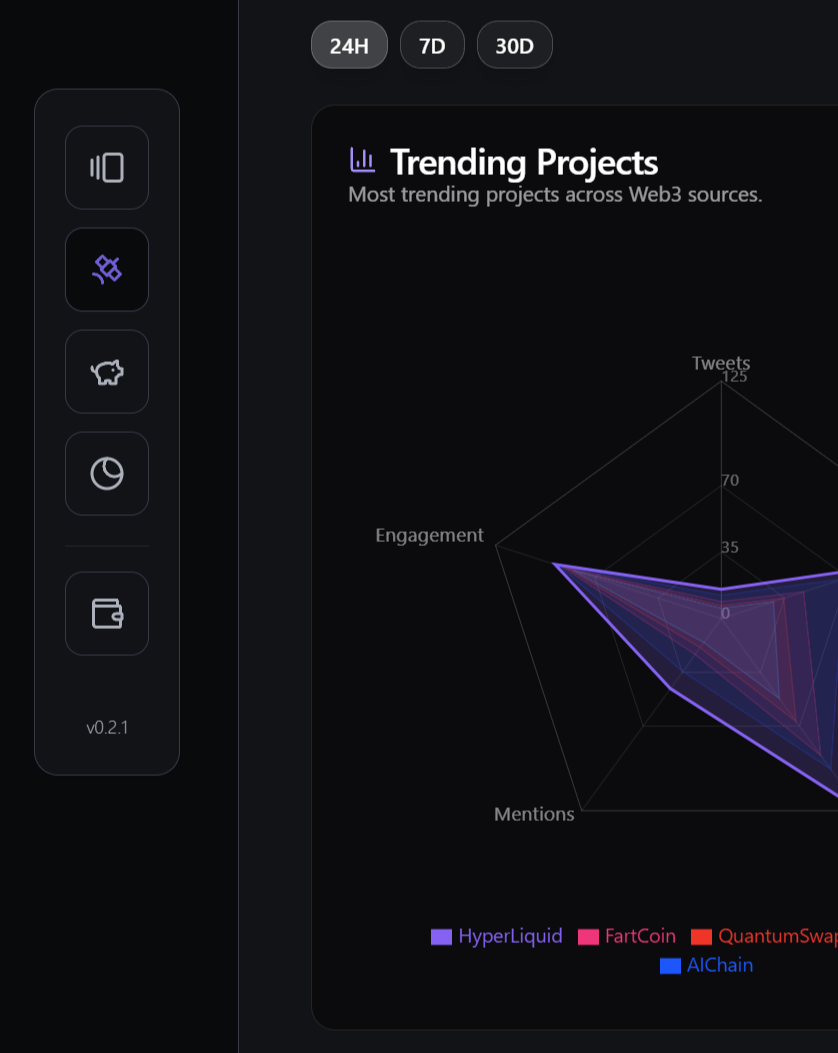 24H 7D 30D
Trending Projects
Most trending projects across Web3 sources.
Tweets
125
70
Engagement
35
0
v0.2.1
Mentions
HyperLiquid FartCoin QuantumSwap
AIChain